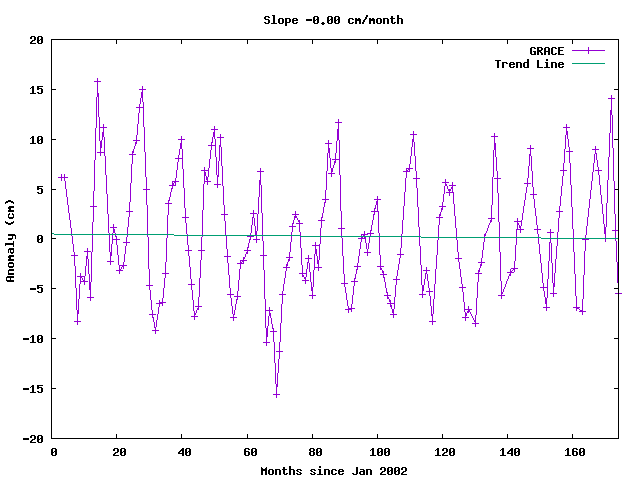 Slope -0.00 cm/month
GRACE
Trend Line
20
15
10
5
0
-5
-10
-15
-20
Anomaly (cm)
0 20 40 60 80 100 120 140 160
Months since Jan 2002